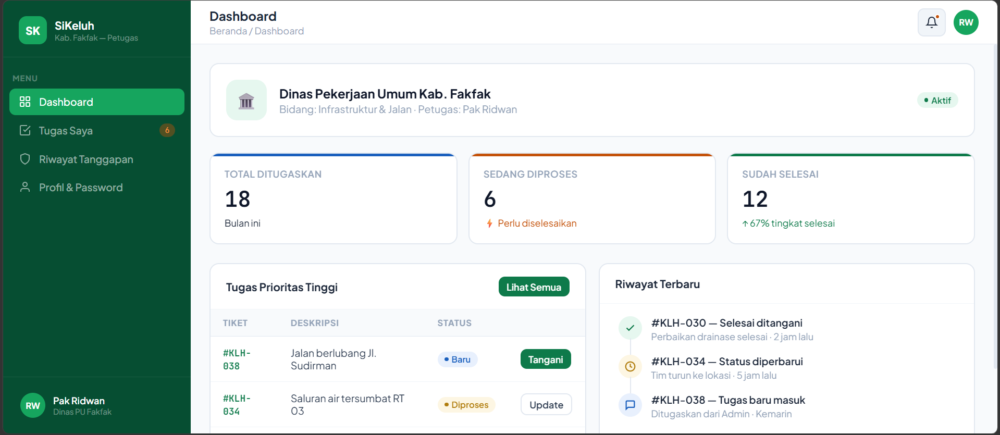 SK
SiKeluh
Kab. Fakfak — Petugas
MENU
Dashboard
Tugas Saya
6
Riwayat Tanggapan
Profil & Password
RW
Pak Ridwan
Dinas PU Fakfak
Dashboard
Beranda / Dashboard
RW
Dinas Pekerjaan Umum Kab. Fakfak
Bidang: Infrastruktur & Jalan · Petugas: Pak Ridwan
Aktif
TOTAL DITUGASKAN
18
Bulan ini
SEDANG DIPROSES
6
Perlu diselesaikan
SUDAH SELESAI
12
↑ 67% tingkat selesai
Tugas Prioritas Tinggi
Lihat Semua
TIKET DESKRIPSI STATUS
#KLH-
038
Jalan berlubang Jl.
Sudirman
Baru
Tangani
#KLH-
034
Saluran air tersumbat RT
03
Diproses
Update
Riwayat Terbaru
#KLH-030 — Selesai ditangani
Perbaikan drainase selesai · 2 jam lalu
#KLH-034 — Status diperbarui
Tim turun ke lokasi · 5 jam lalu
#KLH-038 — Tugas baru masuk
Ditugaskan dari Admin · Kemarin